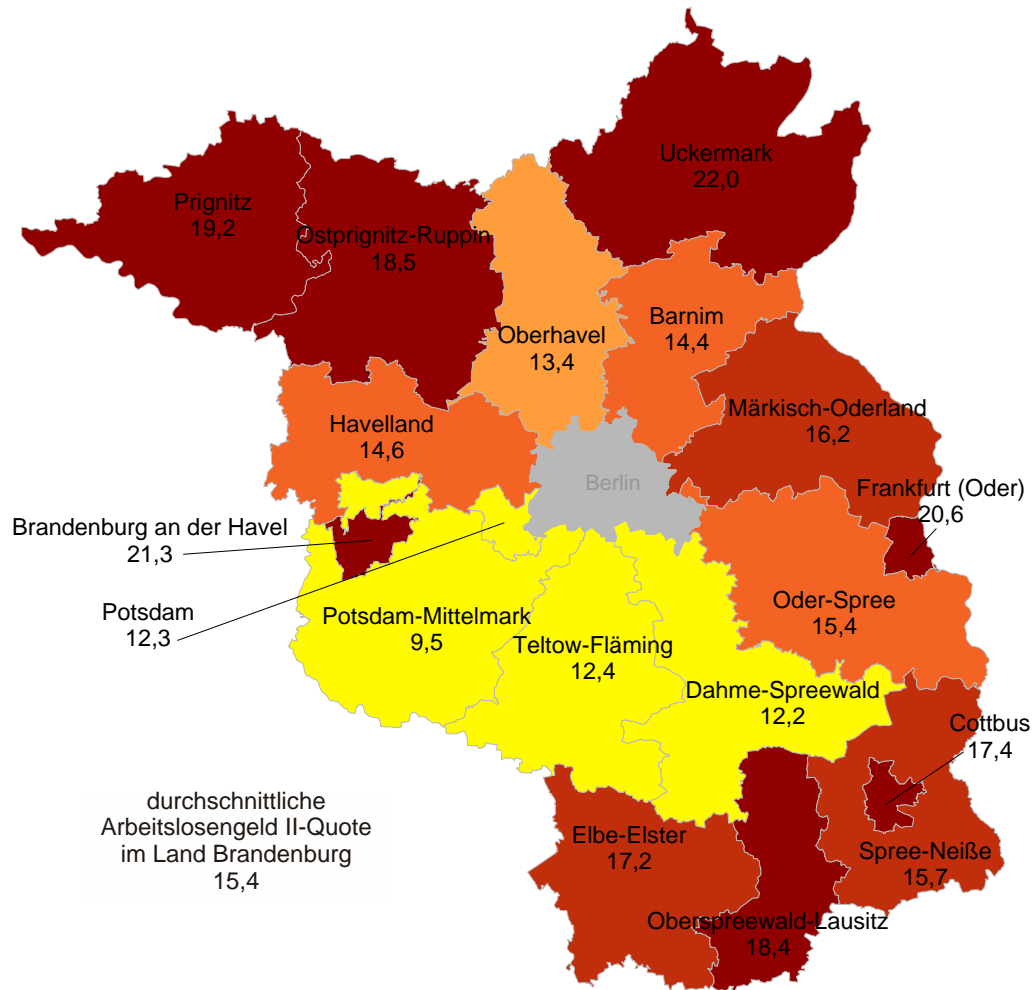 Uckermark
22,0
Prignitz
19,2
Ostprignitz-Ruppin
18,5
Oberhavel
13,4
Barnim
14,4
Märkisch-Oderland
16,2
Havelland
14,6
Berlin
Frankfurt (Oder)
20,6
Brandenburg an der Havel
21,3
Potsdam
12,3
Potsdam-Mittelmark
9,5
Teltow-Fläming
12,4
Oder-Spree
15,4
Dahme-Spreewald
12,2
Cottbus
17,4
durchschnittliche
Arbeitslosengeld II-Quote
im Land Brandenburg
15,4
Elbe-Elster
17,2
Spree-Neiße
15,7
Oberspreewald-Lausitz
18,4